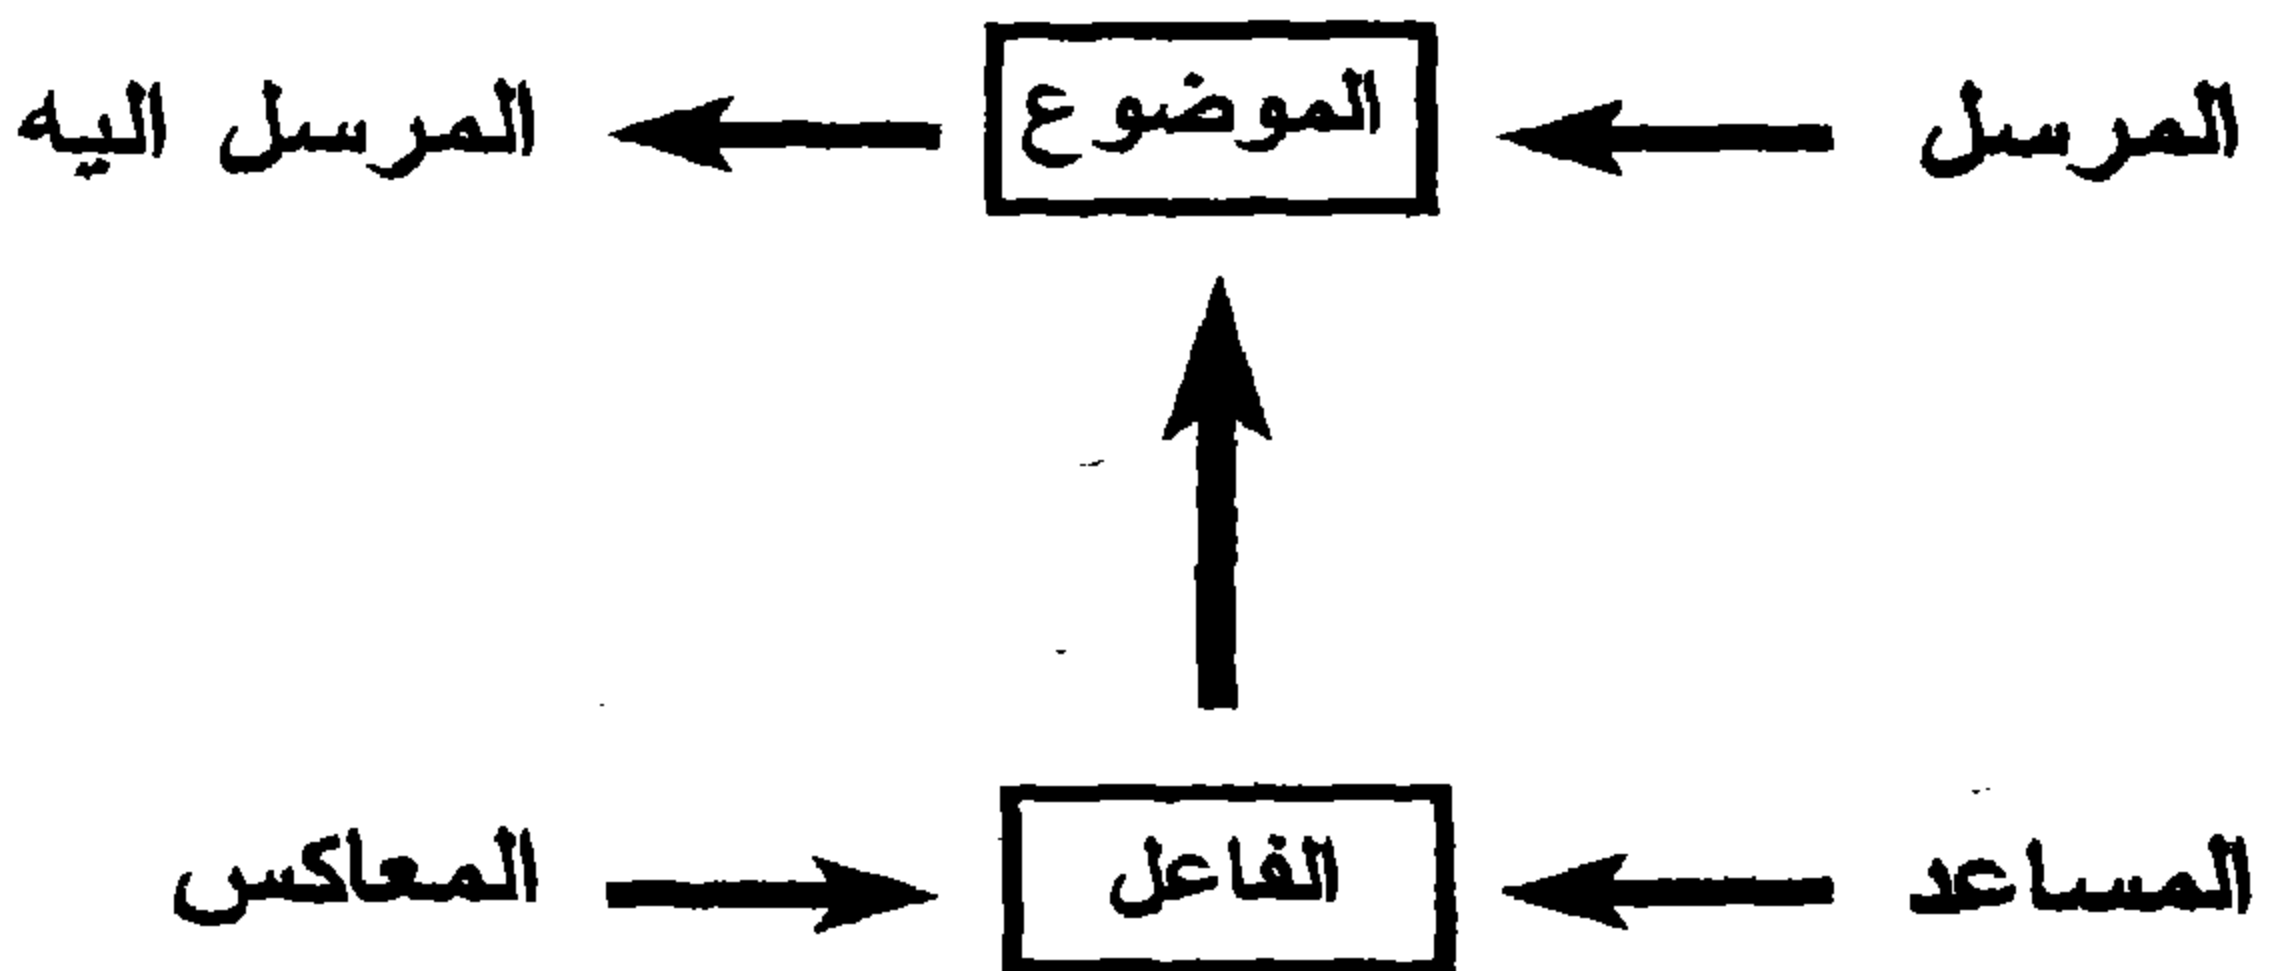 المرسل الموضوع المرسل اليه
المساعد الفاعل المعاكس